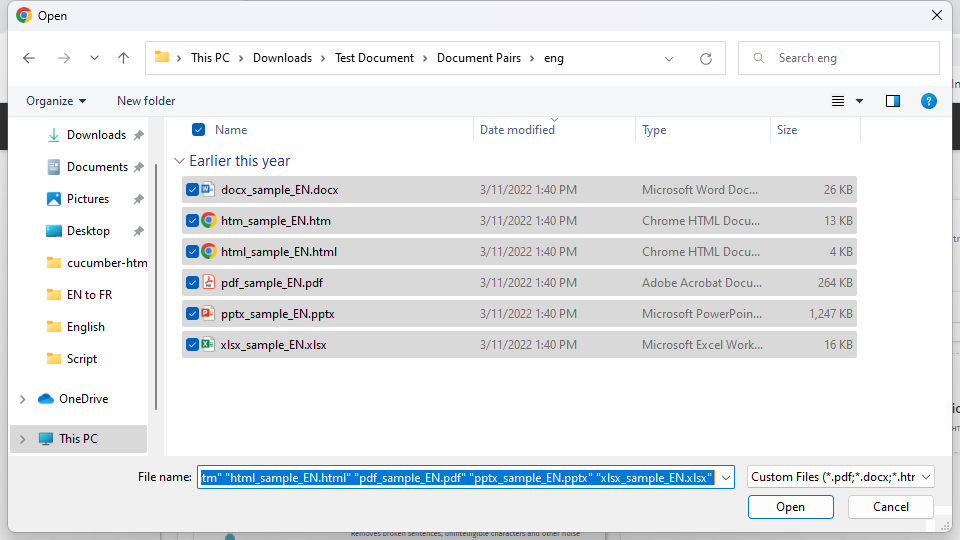 Open
This PC > Downloads > Test Document > Document Pairs > eng
Search eng
Organize
New folder
Name
Date modified
Type
Size
Downloads
Documents
Pictures
Desktop
cucumber-htm
EN to FR
English
Script
OneDrive
This PC
Earlier this year
docx_sample_EN.docx 3/11/2022 1:40 PM Microsoft Word Doc... 26 KB
htm_sample_EN.htm 3/11/2022 1:40 PM Chrome HTML Docu... 13 KB
html_sample_EN.html 3/11/2022 1:40 PM Chrome HTML Docu... 4 KB
pdf_sample_EN.pdf 3/11/2022 1:40 PM Adobe Acrobat Docu... 264 KB
pptx_sample_EN.pptx 3/11/2022 1:40 PM Microsoft PowerPoin... 1,247 KB
xlsx_sample_EN.xlsx 3/11/2022 1:40 PM Microsoft Excel Work... 16 KB
File name: tm" "html_sample_EN.html" "pdf_sample_EN.pdf" "pptx_sample_EN.pptx" "xlsx_sample_EN.xlsx"
Custom Files (*.pdf;*.docx;*.htr
Open
Cancel
Removes broken sentences, unintelligible characters and other noise